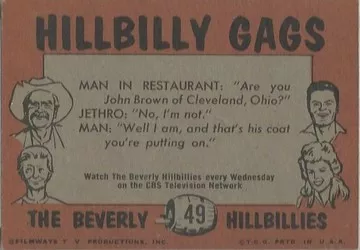 HILLBILLY GAGS
MAN IN RESTAURANT: "Are you
John Brown of Cleveland, Ohio?"
JETHRO: "No, I'm not."
MAN: "Well I am, and that's his coat
you're putting on."
Watch The Beverly Hillbillies every Wednesday
on the CBS Television Network
THE BEVERLY 49 HILLBILLIES
©FILMWAYS T V PRODUCTIONS, INC. ©T.C.G. PRTD IN U.S.A.